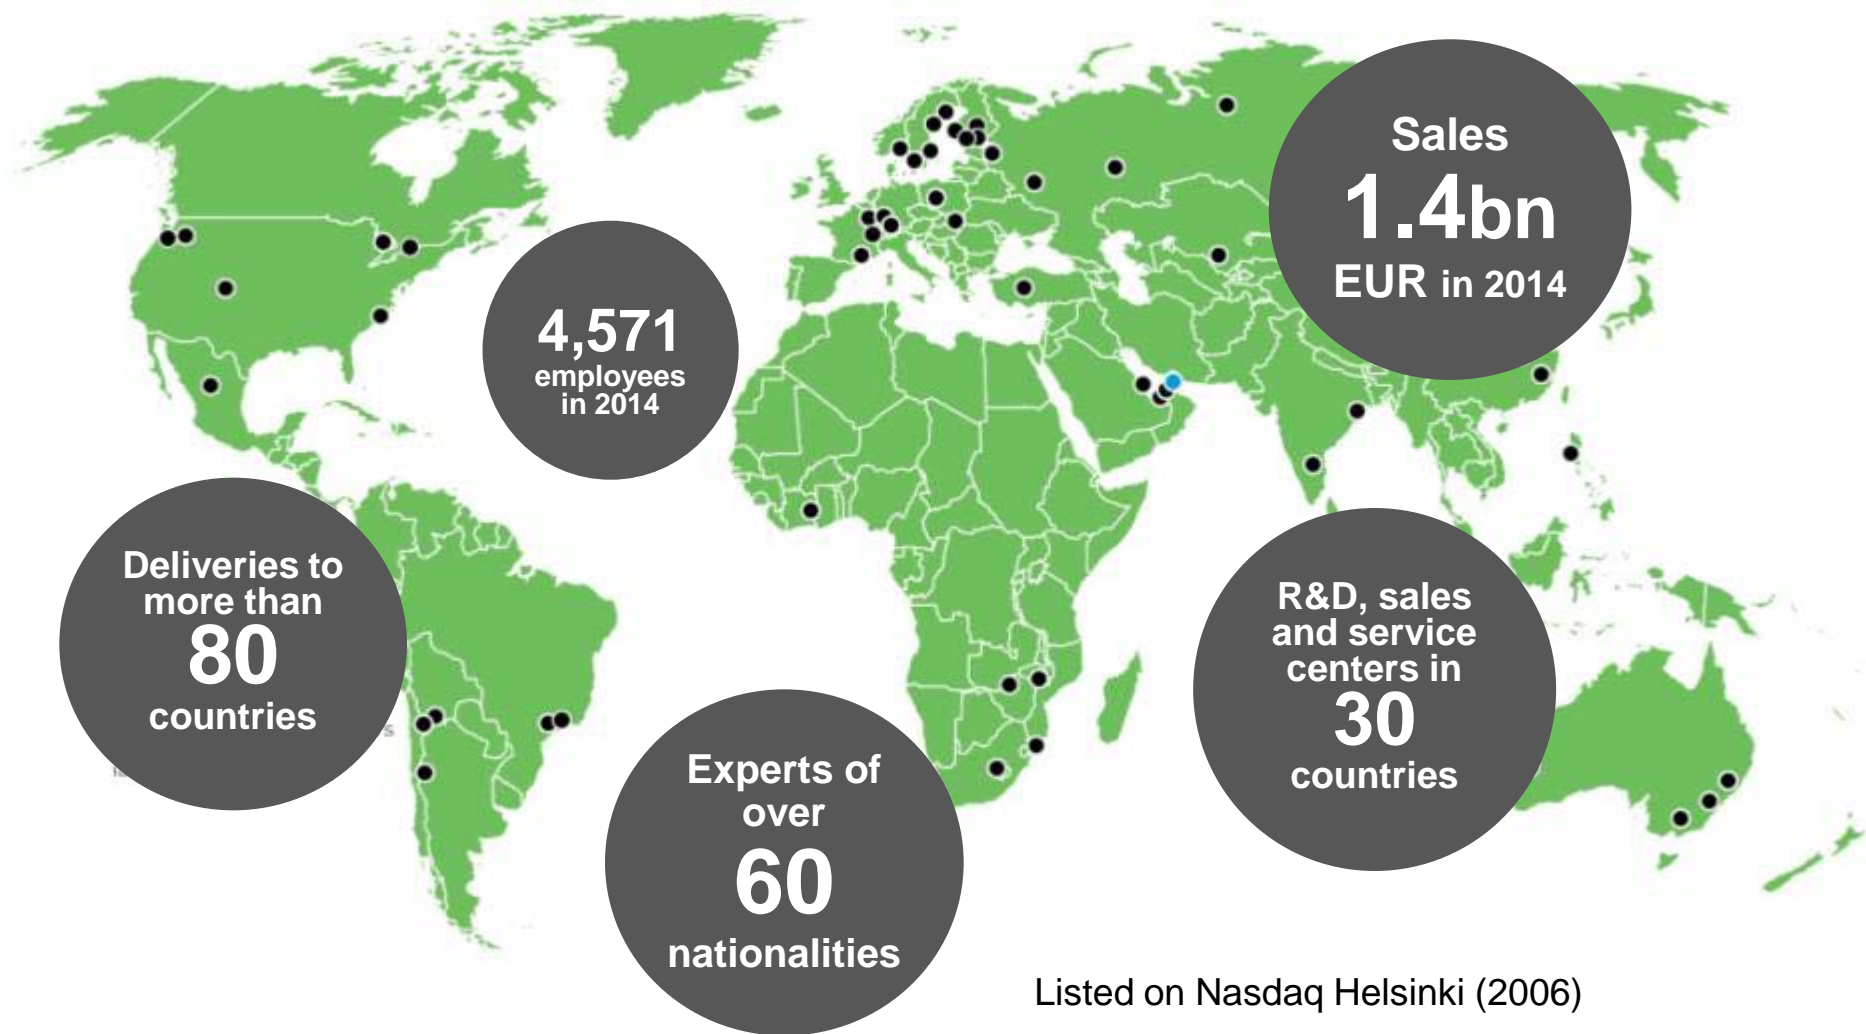 Sales
1.4bn
EUR in 2014
4,571
employees
in 2014
Deliveries to
more than
80
countries
R&D, sales
and service
centers in
30
countries
Experts of
over
60
nationalities
Listed on Nasdaq Helsinki (2006)